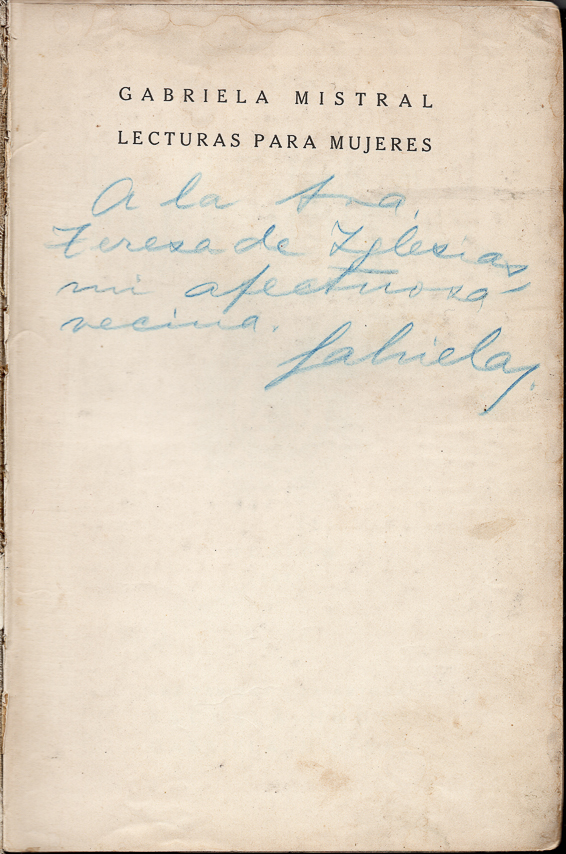 GABRIELA MISTRAL
LECTURAS PARA MUJERES
A la Sra.
Teresa de Iglesias
mi afectuosa
vecina.
Gabriela